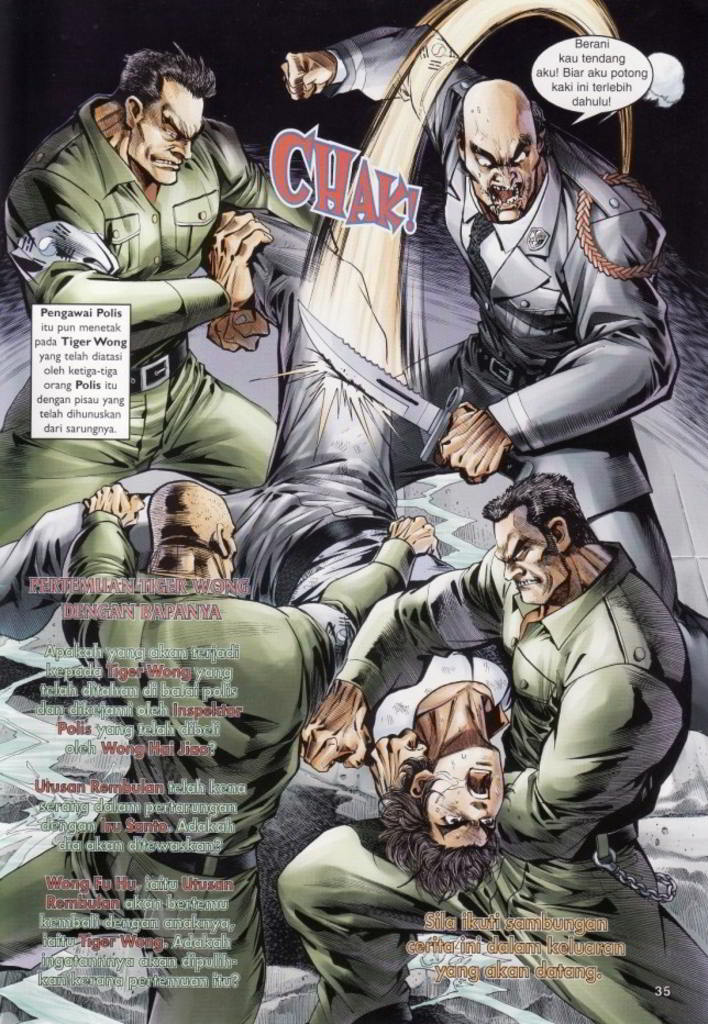 Berani
kau tendang
aku! Biar aku potong
kaki ini terlebih
dahulu!
CHAK!
Pengawai Polis
itu pun menetak
pada Tiger Wong
yang telah diatasi
oleh ketiga-tiga
orang Polis itu
dengan pisau yang
telah dihunuskan
dari sarungnya.
PERTEMUAN TIGER WONG
DENGAN BAPANYA
Apakah yang akan terjadi
kepada Tiger Wong yang
telah ditahan di balai polis
dan dikejami oleh Inspektor
Polis yang telah dibeli
oleh Wong Hai Jiao?
Utusan Rembulan telah kena
serang dalam pertarungan
dengan Iru Santo. Adakah
dia akan ditewaskan?
Wong Fu Hu, iaitu Utusan
Rembulan akan bertemu
kembali dengan anaknya,
iaitu Tiger Wong. Adakah
ingatannya akan dipulih-
kan kerana pertemuan itu?
Sila ikuti sambungan
cerita ini dalam keluaran
yang akan datang.
35